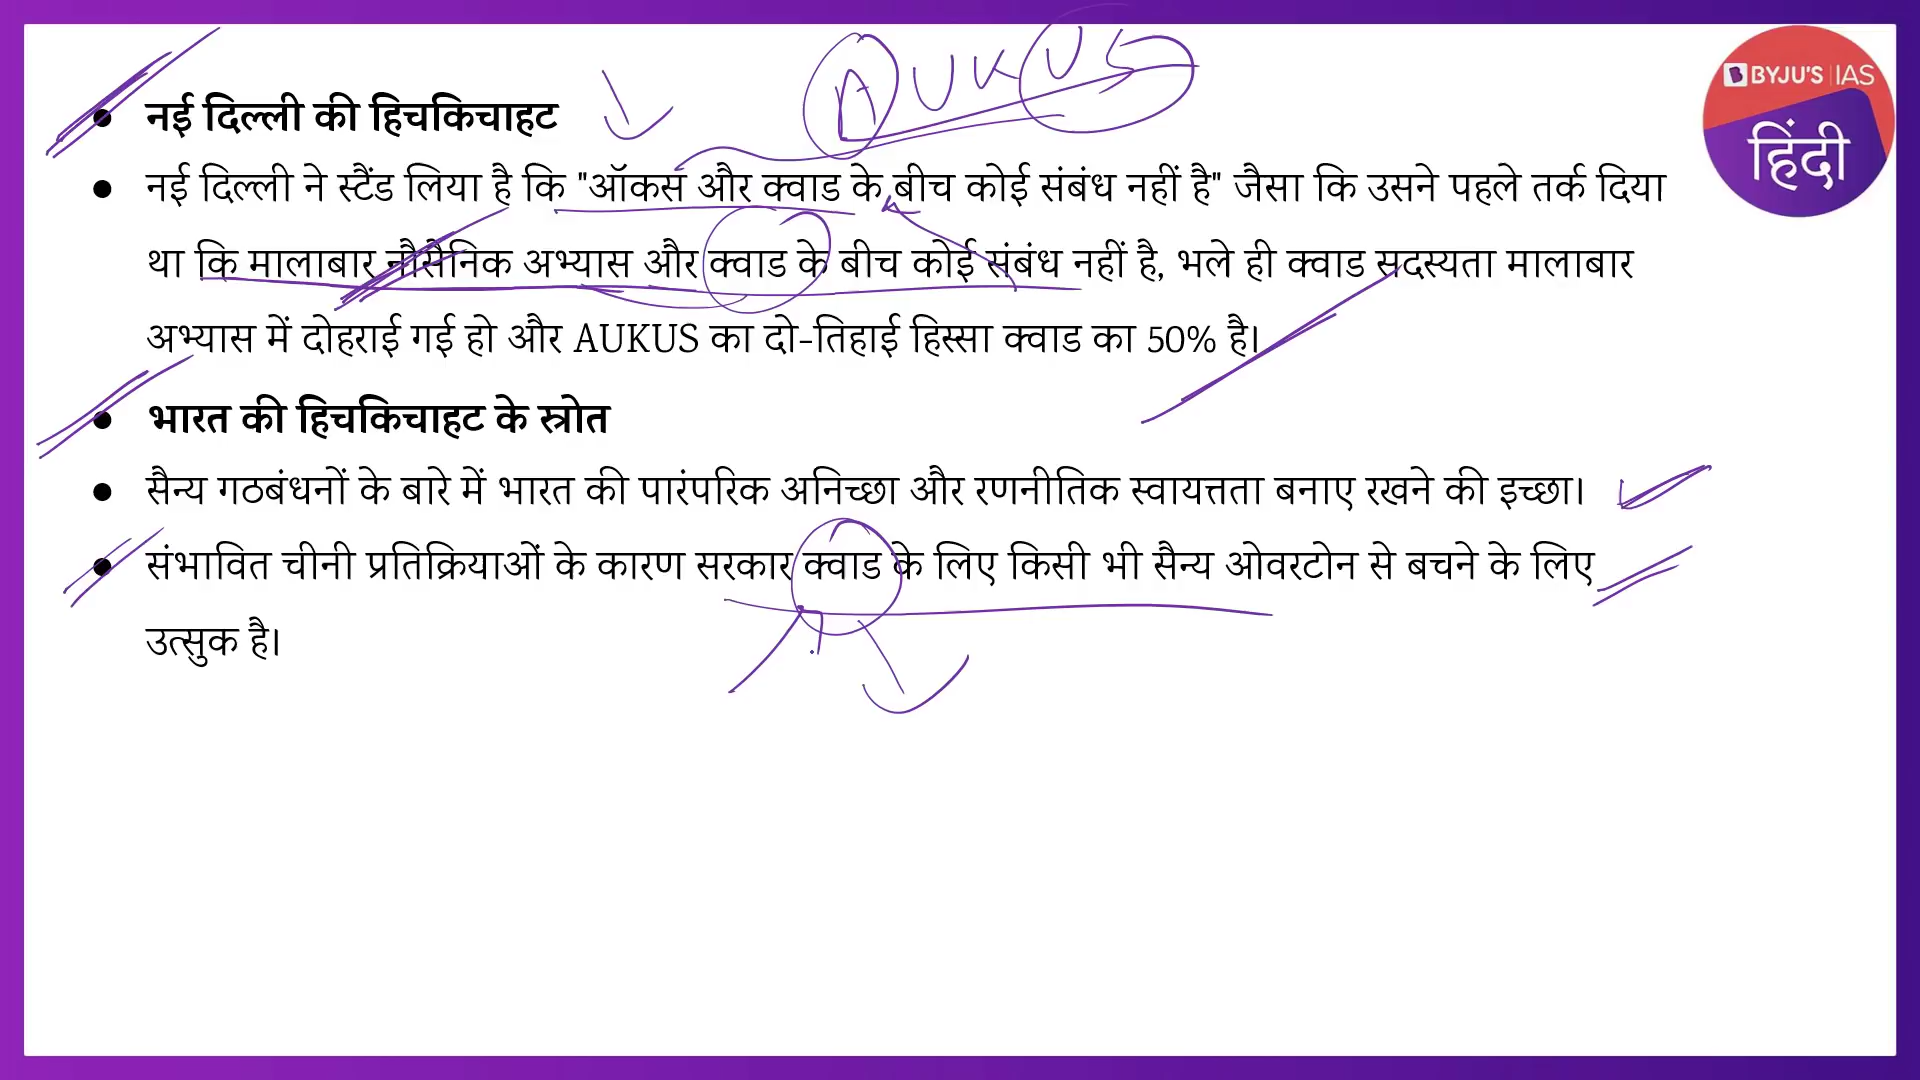 AUKUS
BYJU'S IAS
हिंदी
● नई दिल्ली की हिचकिचाहट
● नई दिल्ली ने स्टैंड लिया है कि "ऑकस और क्वाड के बीच कोई संबंध नहीं है" जैसा कि उसने पहले तर्क दिया
था कि मालाबार नौसैनिक अभ्यास और क्वाड के बीच कोई संबंध नहीं है, भले ही क्वाड सदस्यता मालाबार
अभ्यास में दोहराई गई हो और AUKUS का दो-तिहाई हिस्सा क्वाड का 50% है।
● भारत की हिचकिचाहट के स्रोत
● सैन्य गठबंधनों के बारे में भारत की पारंपरिक अनिच्छा और रणनीतिक स्वायत्तता बनाए रखने की इच्छा।
● संभावित चीनी प्रतिक्रियाओं के कारण सरकार क्वाड के लिए किसी भी सैन्य ओवरटोन से बचने के लिए
उत्सुक है।